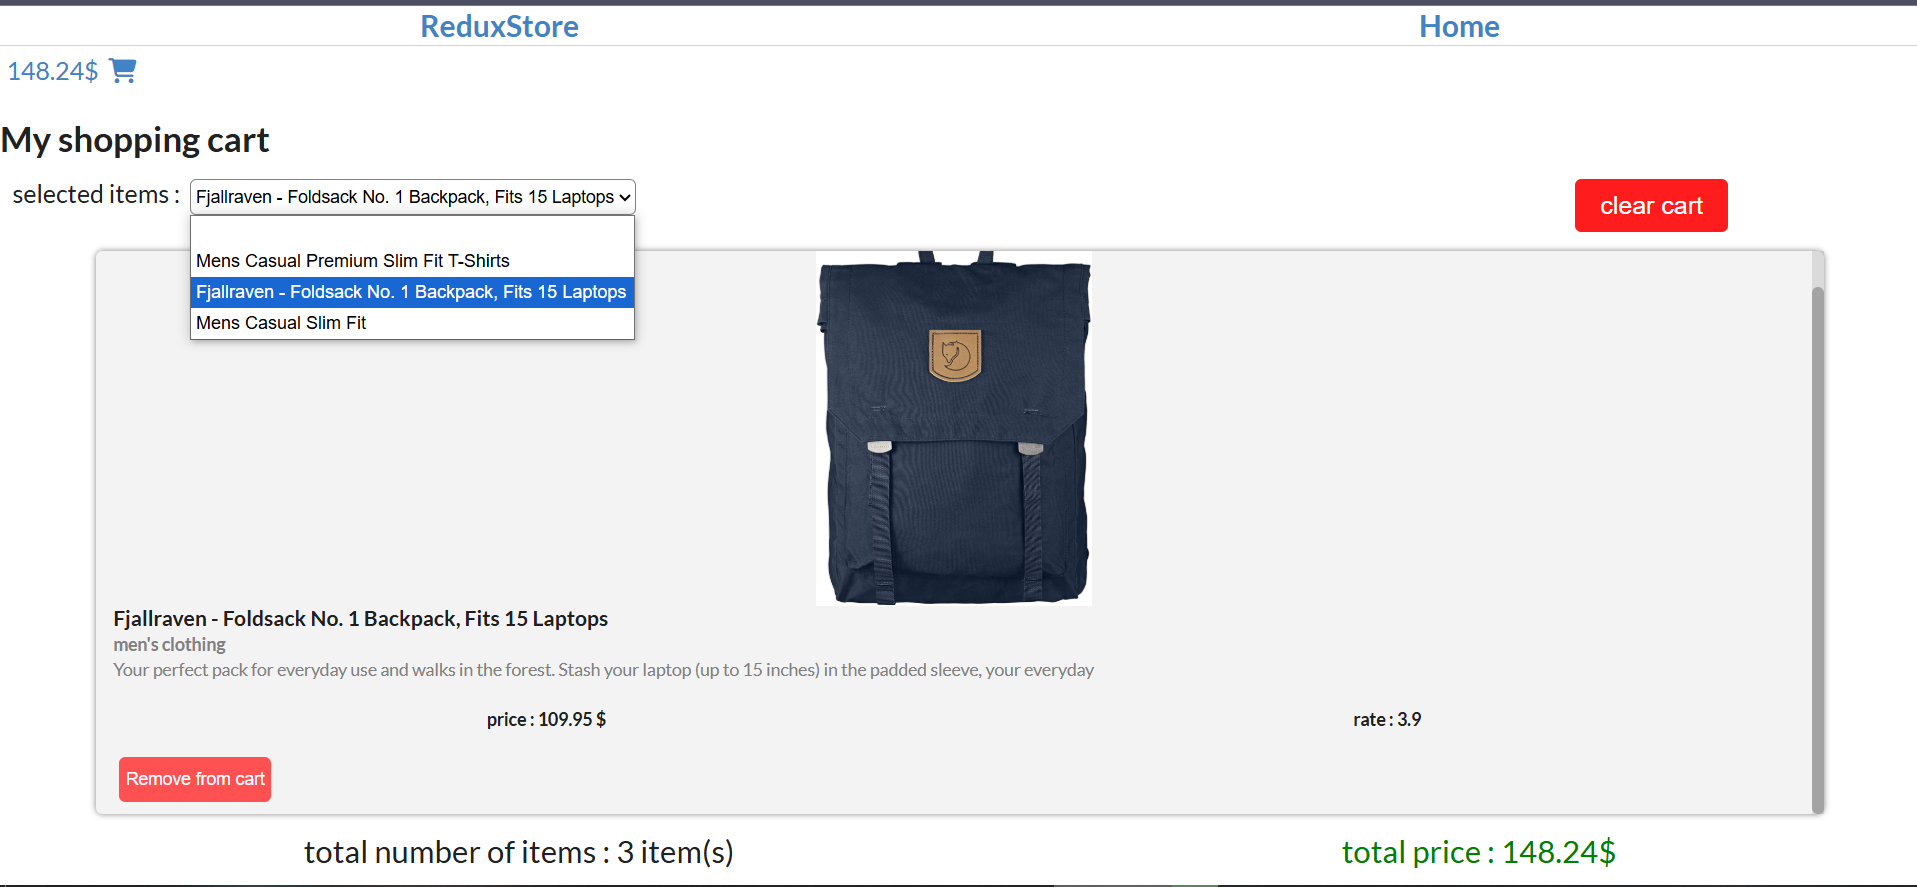 ReduxStore
Home
148.24$
My shopping cart
selected items :
Fjallraven - Foldsack No. 1 Backpack, Fits 15 Laptops
clear cart
Mens Casual Premium Slim Fit T-Shirts
Fjallraven - Foldsack No. 1 Backpack, Fits 15 Laptops
Mens Casual Slim Fit
Fjallraven - Foldsack No. 1 Backpack, Fits 15 Laptops
men's clothing
Your perfect pack for everyday use and walks in the forest. Stash your laptop (up to 15 inches) in the padded sleeve, your everyday
price : 109.95 $
rate : 3.9
Remove from cart
total number of items : 3 item(s)
total price : 148.24$